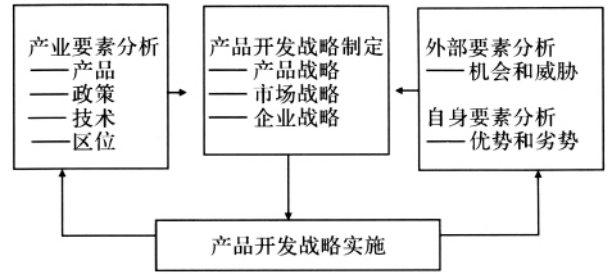 产业要素分析
——产品
——政策
——技术
——区位
产品开发战略制定
——产品战略
——市场战略
——企业战略
外部要素分析
——机会和威胁
自身要素分析
——优势和劣势
产品开发战略实施